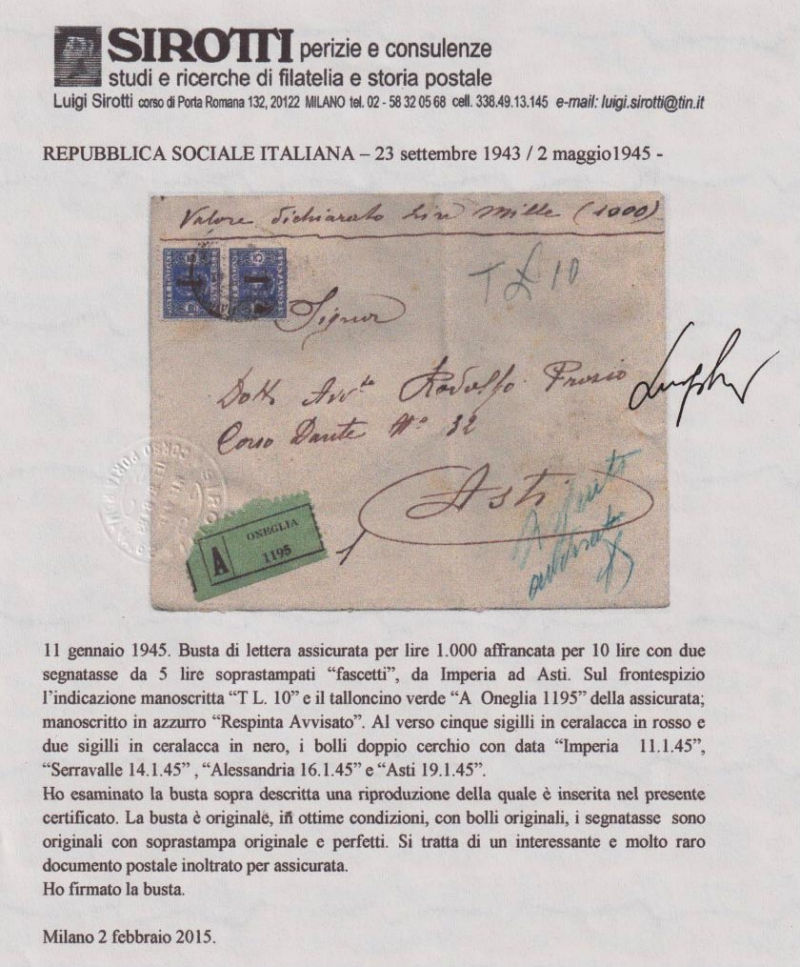 SIROTTI perizie e consulenze
studi e ricerche di filatelia e storia postale
Luigi Sirotti corso di Porta Romana 132, 20122 MILANO tel. 02 - 58 32 05 68 cell. 338.49.13.145 e-mail: luigi.sirotti@tin.it
REPUBBLICA SOCIALE ITALIANA – 23 settembre 1943 / 2 maggio1945 -
Valore dichiarato lire mille (1000)
T £ 10
Signor
Dott. Avv.to Rodolfo Prosio
Corso Dante N° 32
Asti
ONEGLIA
A 1195
11 gennaio 1945. Busta di lettera assicurata per lire 1.000 affrancata per 10 lire con due
segnatasse da 5 lire soprastampati “fascetti”, da Imperia ad Asti. Sul frontespizio
l’indicazione manoscritta “T L. 10” e il talloncino verde “A Oneglia 1195” della assicurata;
manoscritto in azzurro “Respinta Avvisato”. Al verso cinque sigilli in ceralacca in rosso e
due sigilli in ceralacca in nero, i bolli doppio cerchio con data “Imperia 11.1.45”,
“Serravalle 14.1.45” , “Alessandria 16.1.45” e “Asti 19.1.45”.
Ho esaminato la busta sopra descritta una riproduzione della quale è inserita nel presente
certificato. La busta è originale, in ottime condizioni, con bolli originali, i segnatasse sono
originali con soprastampa originale e perfetti. Si tratta di un interessante e molto raro
documento postale inoltrato per assicurata.
Ho firmato la busta.
Milano 2 febbraio 2015.